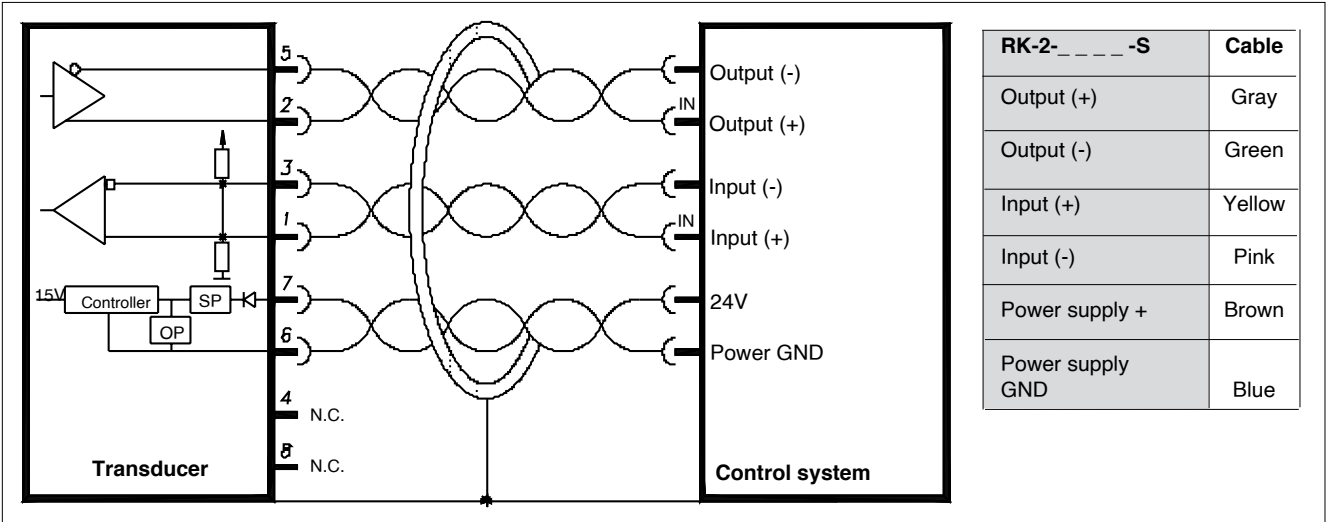 5
Output (-)
2
IN
Output (+)
3
Input (-)
1
IN
Input (+)
15V
Controller
SP
7
24V
OP
6
Power GND
4
N.C.
8
N.C.
Transducer
Control system
RK-2-_ _ _ _ -S Cable
Output (+) Gray
Output (-) Green
Input (+) Yellow
Input (-) Pink
Power supply + Brown
Power supply
GND Blue